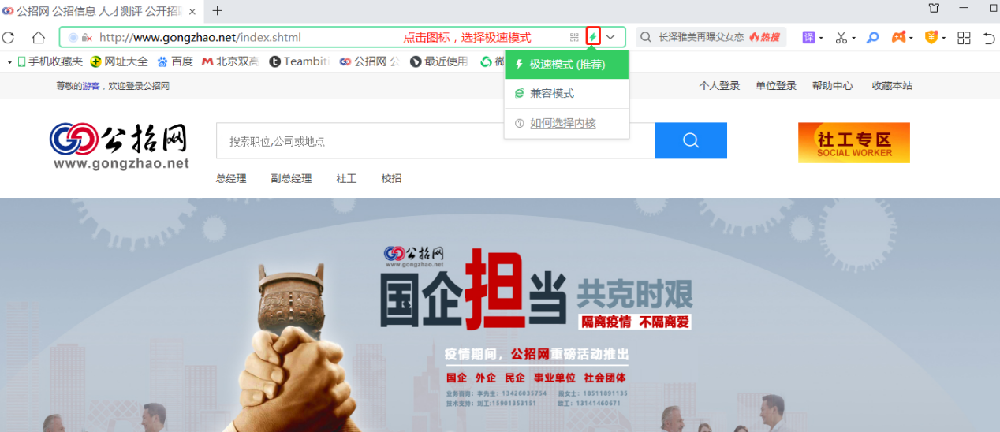 公招网 公招信息 人才测评 公开招
http://www.gongzhao.net/index.shtml
点击图标，选择极速模式
长泽雅美再曝父女恋 热搜
译
手机收藏夹 网址大全 百度 北京双高 Teambiti 公招网 公 最近使用 微
极速模式 (推荐)
兼容模式
如何选择内核
尊敬的游客，欢迎登录公招网
个人登录 单位登录 帮助中心 收藏本站
公招网
www.gongzhao.net
搜索职位,公司或地点
社工专区
SOCIAL WORKER
总经理 副总经理 社工 校招
公招网
www.gongzhao.net
国企担当 共克时艰
隔离疫情 不隔离爱
疫情期间，公招网重磅活动推出
国企 外企 民企 事业单位 社会团体
业务咨询：李先生：13426035754 段女士：18511891135
技术支持：刘工:15901353151 欧工：13141460671